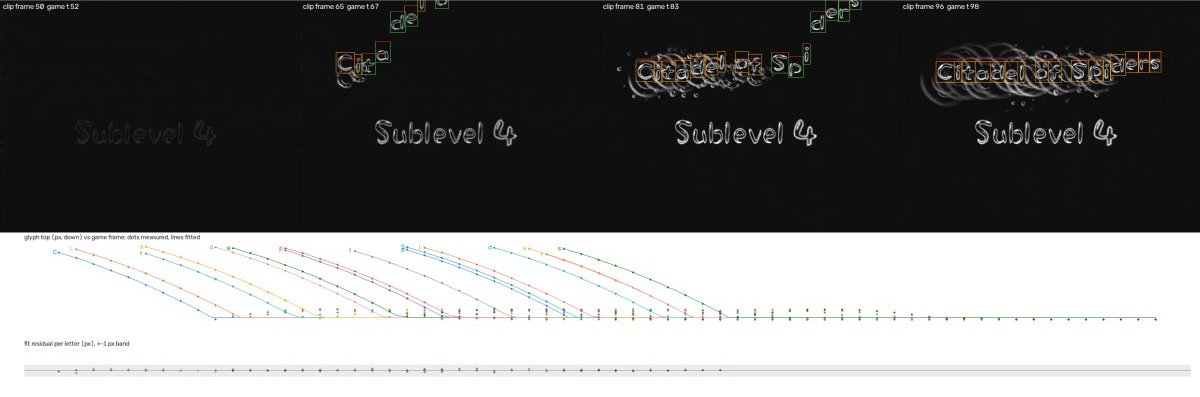 clip frame 50 game t 52
clip frame 65 game t 67
clip frame 81 game t 83
clip frame 96 game t 98
Cita
de
Citadel of Spiders
Citadel of Spiders
Sublevel 4
Sublevel 4
Sublevel 4
Sublevel 4
glyph top (px, down) vs game frame: dots measured, lines fitted
fit residual per letter (px), +-1 px band